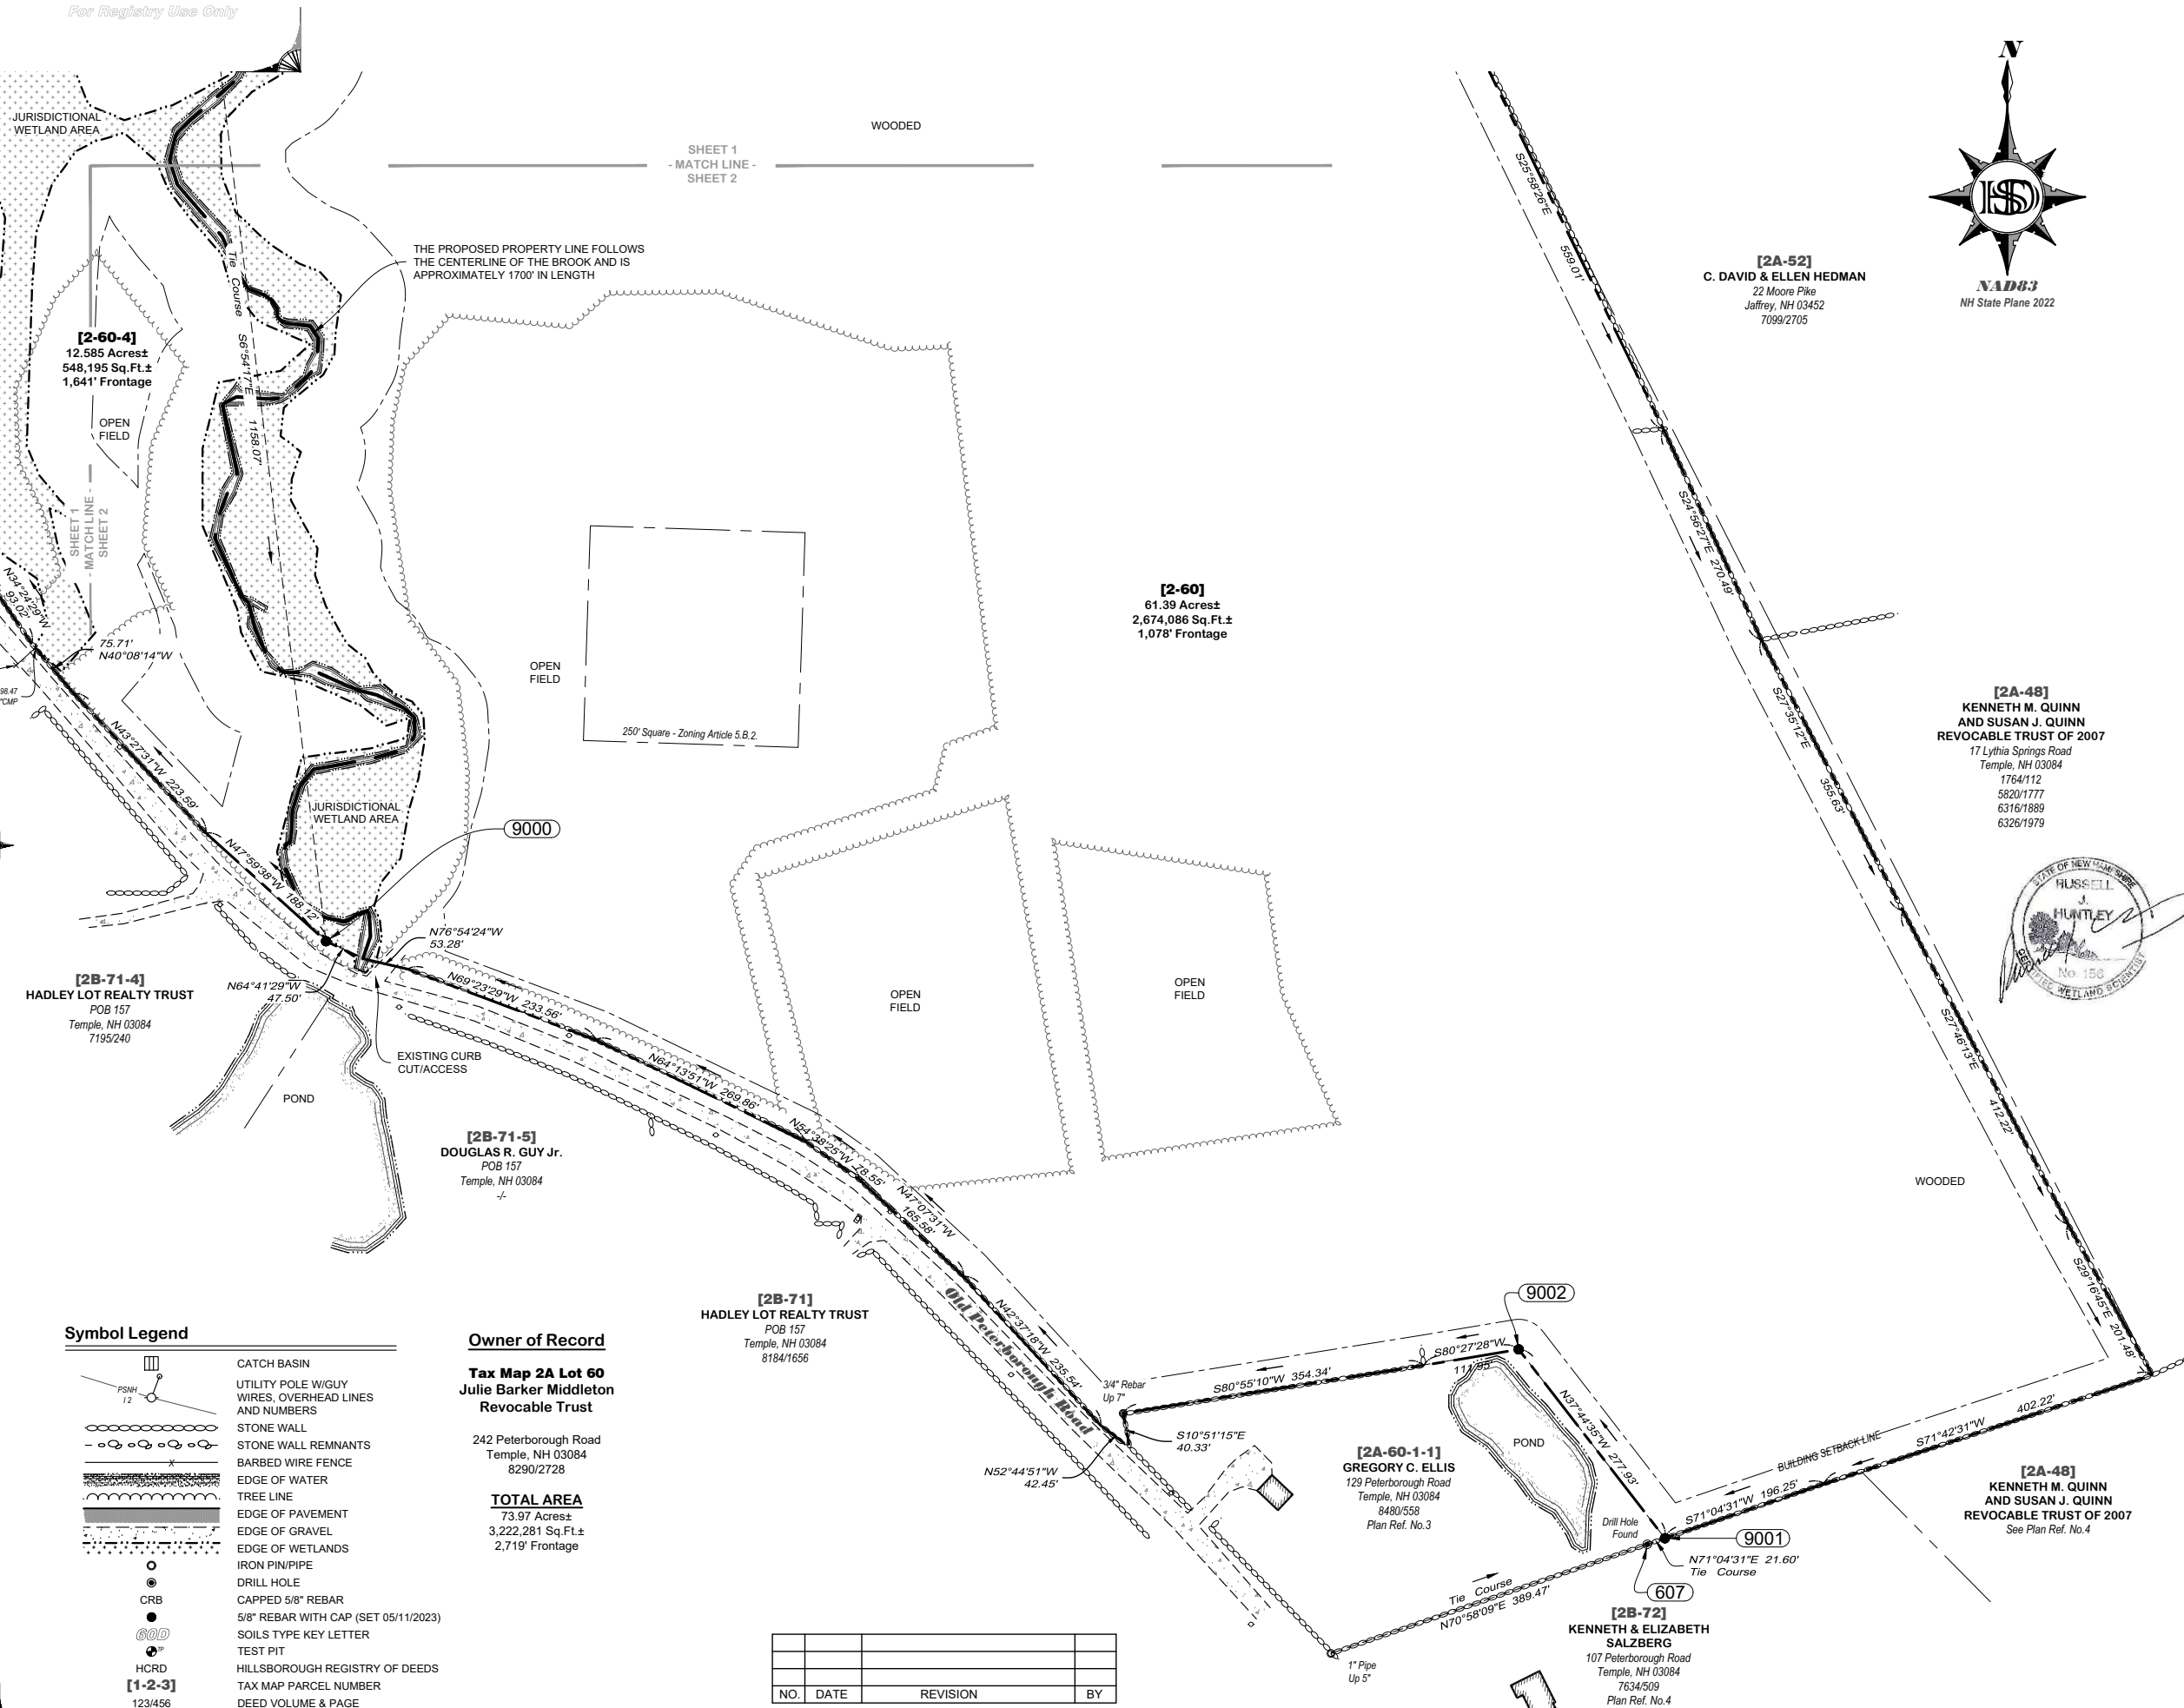 For Registry Use Only
JURISDICTIONAL
WETLAND AREA
WOODED
SHEET 1
- MATCH LINE -
SHEET 2
N
HSD
NAD83
NH State Plane 2022
THE PROPOSED PROPERTY LINE FOLLOWS
THE CENTERLINE OF THE BROOK AND IS
APPROXIMATELY 1700' IN LENGTH
Tie Course S6°54'17"E 1158.07'
[2-60-4]
12.585 Acres±
548,195 Sq.Ft.±
1,641' Frontage
OPEN
FIELD
SHEET 1
- MATCH LINE -
SHEET 2
S25°58'26"E
559.01'
[2A-52]
C. DAVID & ELLEN HEDMAN
22 Moore Pike
Jaffrey, NH 03452
7099/2705
S24°56'27"E 270.49'
[2-60]
61.39 Acres±
2,674,086 Sq.Ft.±
1,078' Frontage
N34°24'29"W
93.02'
75.71'
N40°08'14"W
98.47
"CMP
OPEN
FIELD
250' Square - Zoning Article 5.B.2.
S27°35'12"E
355.63'
[2A-48]
KENNETH M. QUINN
AND SUSAN J. QUINN
REVOCABLE TRUST OF 2007
17 Lythia Springs Road
Temple, NH 03084
1764/112
5820/1777
6316/1889
6326/1979
N43°27'31"W 223.59'
JURISDICTIONAL
WETLAND AREA
9000
N47°59'38"W 188.12'
STATE OF NEW HAMPSHIRE
RUSSELL
J.
HUNTLEY
No. 156
CERTIFIED WETLAND SCIENTIST
N76°54'24"W
53.28'
[2B-71-4]
HADLEY LOT REALTY TRUST
POB 157
Temple, NH 03084
7195/240
N64°41'29"W
47.50'
N69°23'29"W 233.56'
OPEN
FIELD
OPEN
FIELD
S27°46'13"E
412.22'
EXISTING CURB
CUT/ACCESS
POND
N64°13'51"W 269.86'
[2B-71-5]
DOUGLAS R. GUY Jr.
POB 157
Temple, NH 03084
-/-
N54°38'25"W 78.55'
N47°07'31"W
165.58'
WOODED
S29°16'45"E 201.48'
[2B-71]
HADLEY LOT REALTY TRUST
POB 157
Temple, NH 03084
8184/1656
Old Peterborough Road
N42°37'18"W 235.54'
9002
S80°27'28"W
111.95'
3/4" Rebar
Up 7"
S80°55'10"W 354.34'
S10°51'15"E
40.33'
N52°44'51"W
42.45'
[2A-60-1-1]
GREGORY C. ELLIS
129 Peterborough Road
Temple, NH 03084
8480/558
Plan Ref. No.3
POND
N37°44'35"W 277.93'
BUILDING SETBACK LINE
S71°42'31"W 402.22'
S71°04'31"W 196.25'
[2A-48]
KENNETH M. QUINN
AND SUSAN J. QUINN
REVOCABLE TRUST OF 2007
See Plan Ref. No.4
Drill Hole
Found
9001
N71°04'31"E 21.60'
Tie Course
607
Tie Course
N70°58'09"E 389.47'
1" Pipe
Up 5"
[2B-72]
KENNETH & ELIZABETH
SALZBERG
107 Peterborough Road
Temple, NH 03084
7634/509
Plan Ref. No.4
Symbol Legend
CATCH BASIN
PSNH
12
UTILITY POLE W/GUY
WIRES, OVERHEAD LINES
AND NUMBERS
STONE WALL
STONE WALL REMNANTS
x BARBED WIRE FENCE
EDGE OF WATER
TREE LINE
EDGE OF PAVEMENT
EDGE OF GRAVEL
EDGE OF WETLANDS
IRON PIN/PIPE
DRILL HOLE
CRB CAPPED 5/8" REBAR
5/8" REBAR WITH CAP (SET 05/11/2023)
60D SOILS TYPE KEY LETTER
TP TEST PIT
HCRD HILLSBOROUGH REGISTRY OF DEEDS
[1-2-3] TAX MAP PARCEL NUMBER
123/456 DEED VOLUME & PAGE
Owner of Record
Tax Map 2A Lot 60
Julie Barker Middleton
Revocable Trust
242 Peterborough Road
Temple, NH 03084
8290/2728
TOTAL AREA
73.97 Acres±
3,222,281 Sq.Ft.±
2,719' Frontage
NO. DATE REVISION BY